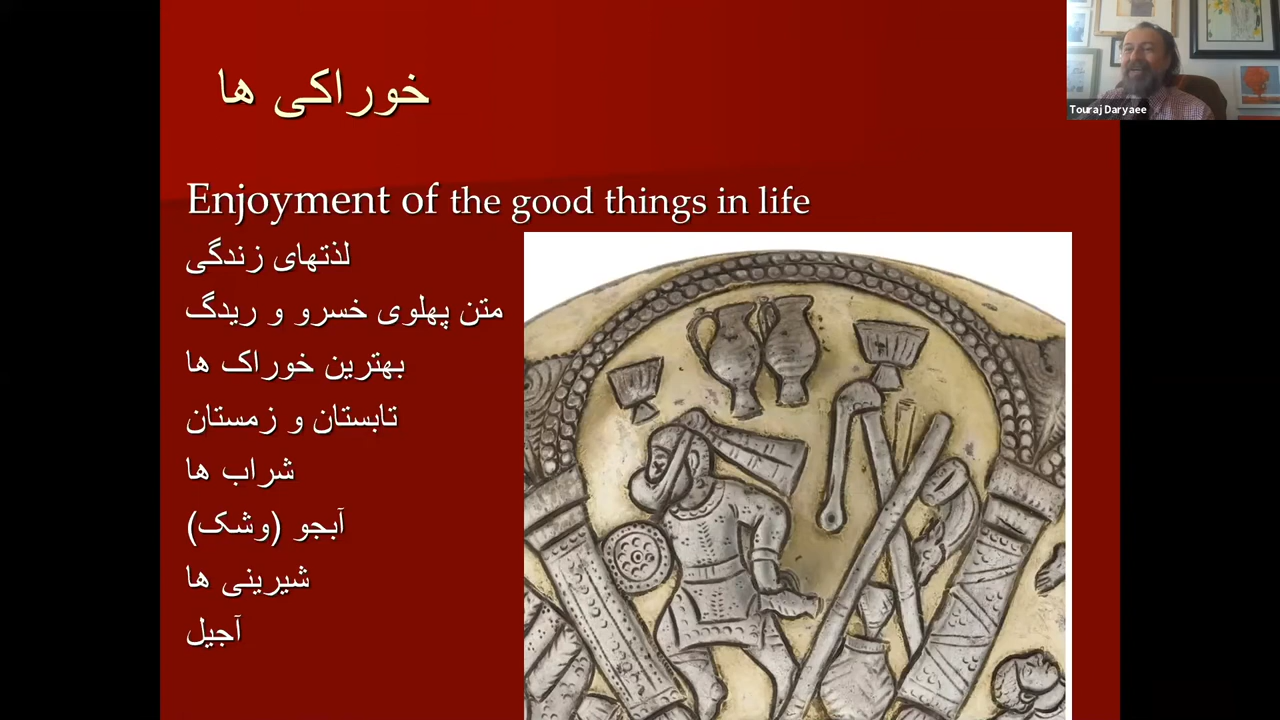 خوراکی ها
Touraj Daryaee
Enjoyment of the good things in life
لذتهای زندگی
متن پهلوی خسرو و ریدگ
بهترین خوراک ها
تابستان و زمستان
شراب ها
آبجو (وشک)
شیرینی ها
آجیل